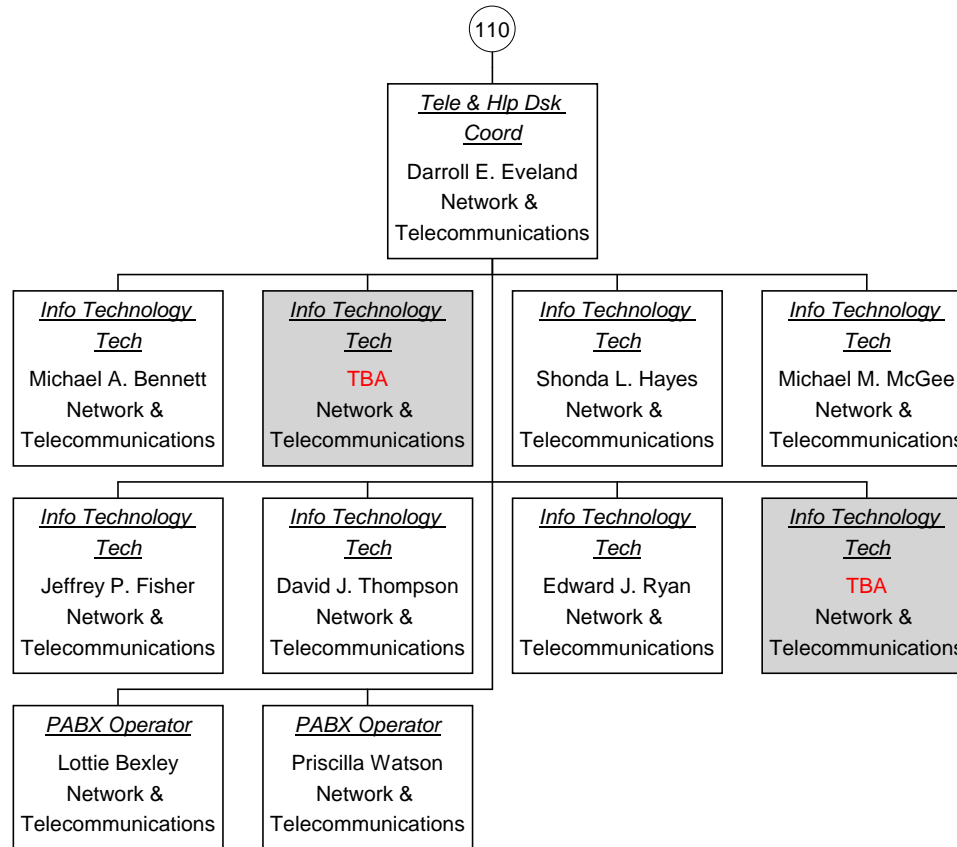 110
Tele & Hlp Dsk
Coord
Darroll E. Eveland
Network &
Telecommunications
Info Technology
Tech
Michael A. Bennett
Network &
Telecommunications
Info Technology
Tech
TBA
Network &
Telecommunications
Info Technology
Tech
Shonda L. Hayes
Network &
Telecommunications
Info Technology
Tech
Michael M. McGee
Network &
Telecommunications
Info Technology
Tech
Jeffrey P. Fisher
Network &
Telecommunications
Info Technology
Tech
David J. Thompson
Network &
Telecommunications
Info Technology
Tech
Edward J. Ryan
Network &
Telecommunications
Info Technology
Tech
TBA
Network &
Telecommunications
PABX Operator
Lottie Bexley
Network &
Telecommunications
PABX Operator
Priscilla Watson
Network &
Telecommunications